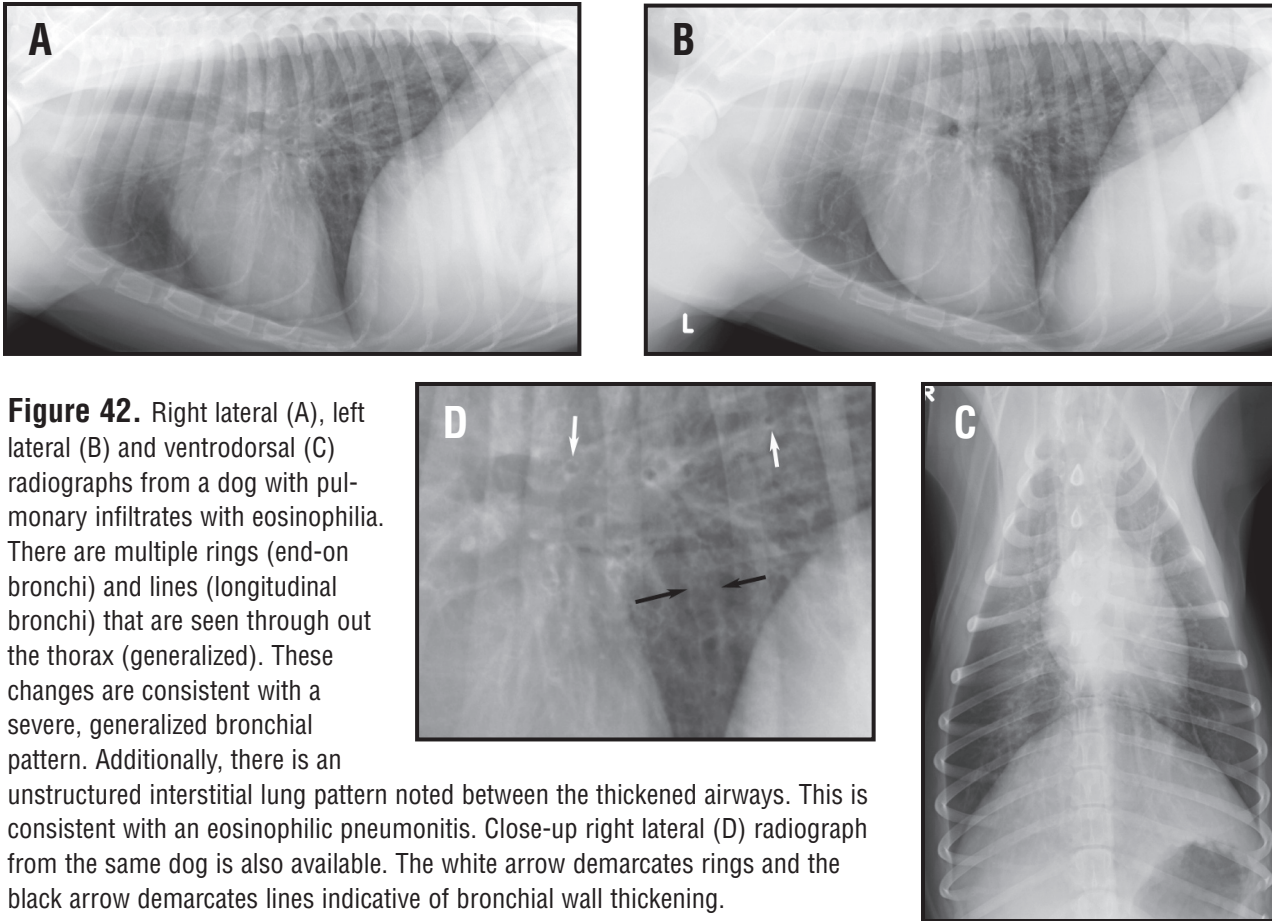 A
B
L
Figure 42. Right lateral (A), left
lateral (B) and ventrodorsal (C)
radiographs from a dog with pul-
monary infiltrates with eosinophilia.
There are multiple rings (end-on
bronchi) and lines (longitudinal
bronchi) that are seen through out
the thorax (generalized). These
changes are consistent with a
severe, generalized bronchial
pattern. Additionally, there is an
unstructured interstitial lung pattern noted between the thickened airways. This is
consistent with an eosinophilic pneumonitis. Close-up right lateral (D) radiograph
from the same dog is also available. The white arrow demarcates rings and the
black arrow demarcates lines indicative of bronchial wall thickening.
D
R
C